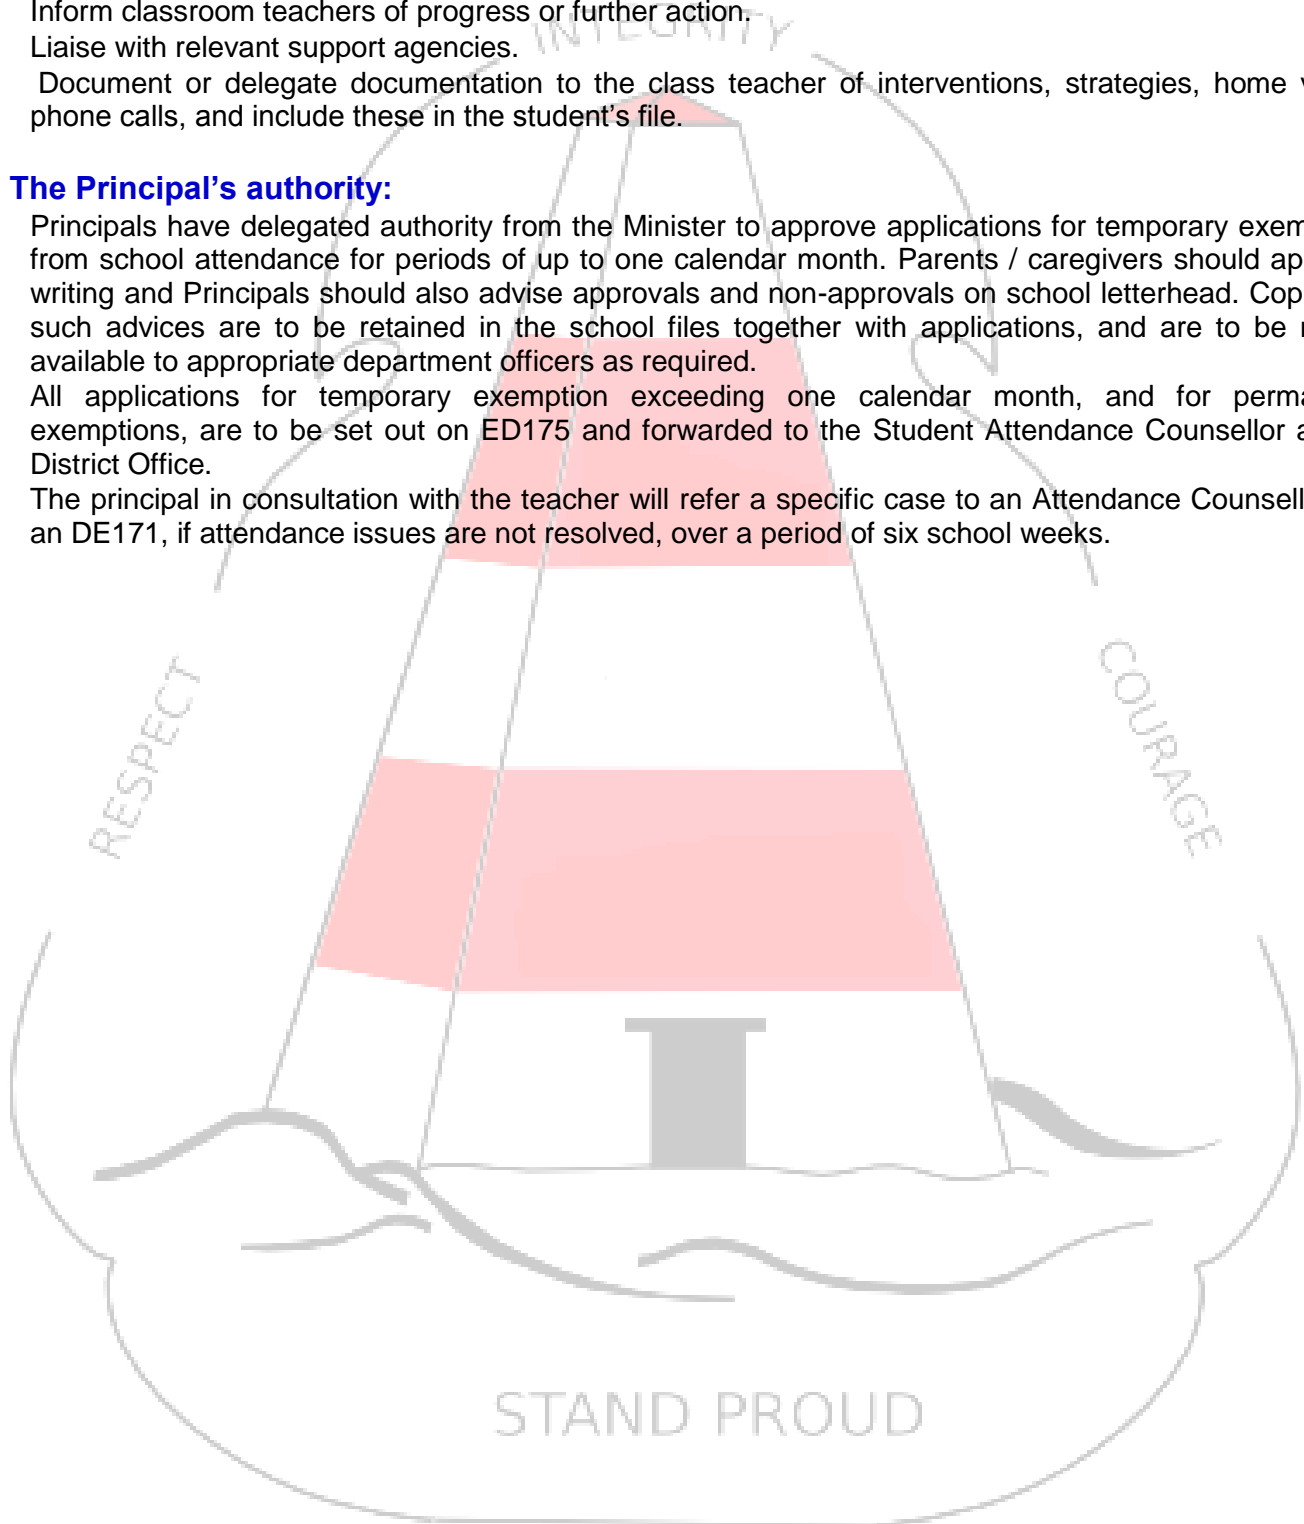 Inform classroom teachers of progress or further action.
Liaise with relevant support agencies.
Document or delegate documentation to the class teacher of interventions, strategies, home v
phone calls, and include these in the student's file.
The Principal's authority:
Principals have delegated authority from the Minister to approve applications for temporary exem
from school attendance for periods of up to one calendar month. Parents / caregivers should ap
writing and Principals should also advise approvals and non-approvals on school letterhead. Cop
such advices are to be retained in the school files together with applications, and are to be
available to appropriate department officers as required.
All applications for temporary exemption exceeding one calendar month, and for perma
exemptions, are to be set out on ED175 and forwarded to the Student Attendance Counsellor a
District Office.
The principal in consultation with the teacher will refer a specific case to an Attendance Counsell
an DE171, if attendance issues are not resolved, over a period of six school weeks.
INTEGRITY
RESPECT
COURAGE
STAND PROUD